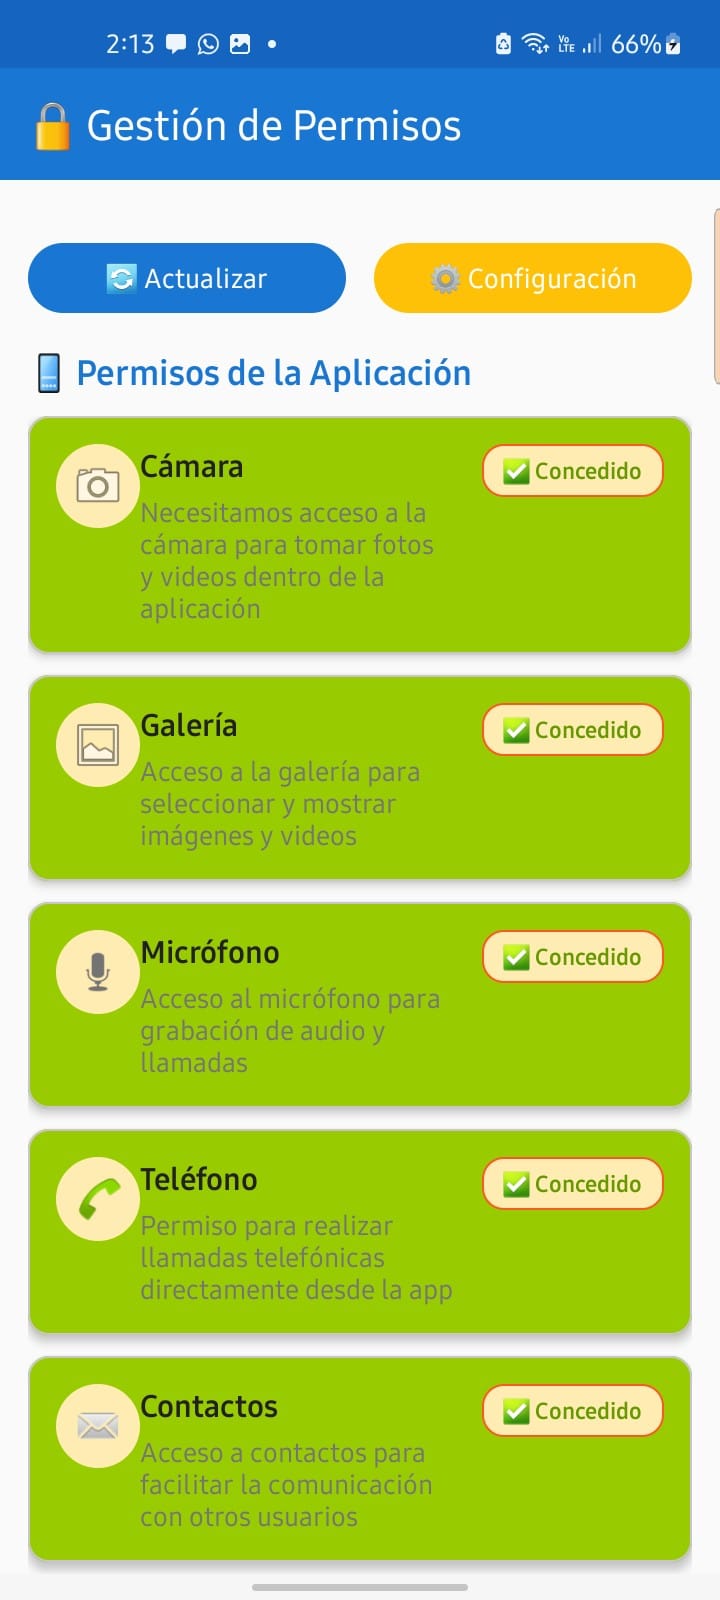 2:13
Vo LTE 66%
Gestión de Permisos
Actualizar
Configuración
Permisos de la Aplicación
Cámara
Concedido
Necesitamos acceso a la
cámara para tomar fotos
y videos dentro de la
aplicación
Galería
Concedido
Acceso a la galería para
seleccionar y mostrar
imágenes y videos
Micrófono
Concedido
Acceso al micrófono para
grabación de audio y
llamadas
Teléfono
Concedido
Permiso para realizar
llamadas telefónicas
directamente desde la app
Contactos
Concedido
Acceso a contactos para
facilitar la comunicación
con otros usuarios